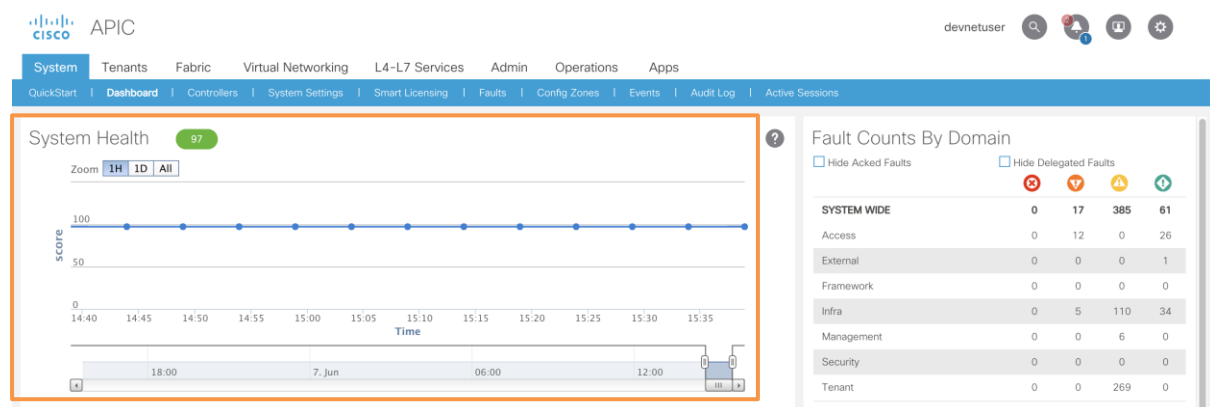 cisco APIC devnetuser 1
System Tenants Fabric Virtual Networking L4-L7 Services Admin Operations Apps
QuickStart | Dashboard | Controllers | System Settings | Smart Licensing | Faults | Config Zones | Events | Audit Log | Active Sessions
System Health 97
?
Zoom 1H 1D All
score
100
50
0
14:40 14:45 14:50 14:55 15:00 15:05 15:10 15:15 15:20 15:25 15:30 15:35
Time
18:00 7. Jun 06:00 12:00
Fault Counts By Domain
Hide Acked Faults Hide Delegated Faults
SYSTEM WIDE 0 17 385 61
Access 0 12 0 26
External 0 0 0 1
Framework 0 0 0 0
Infra 0 5 110 34
Management 0 0 6 0
Security 0 0 0 0
Tenant 0 0 269 0